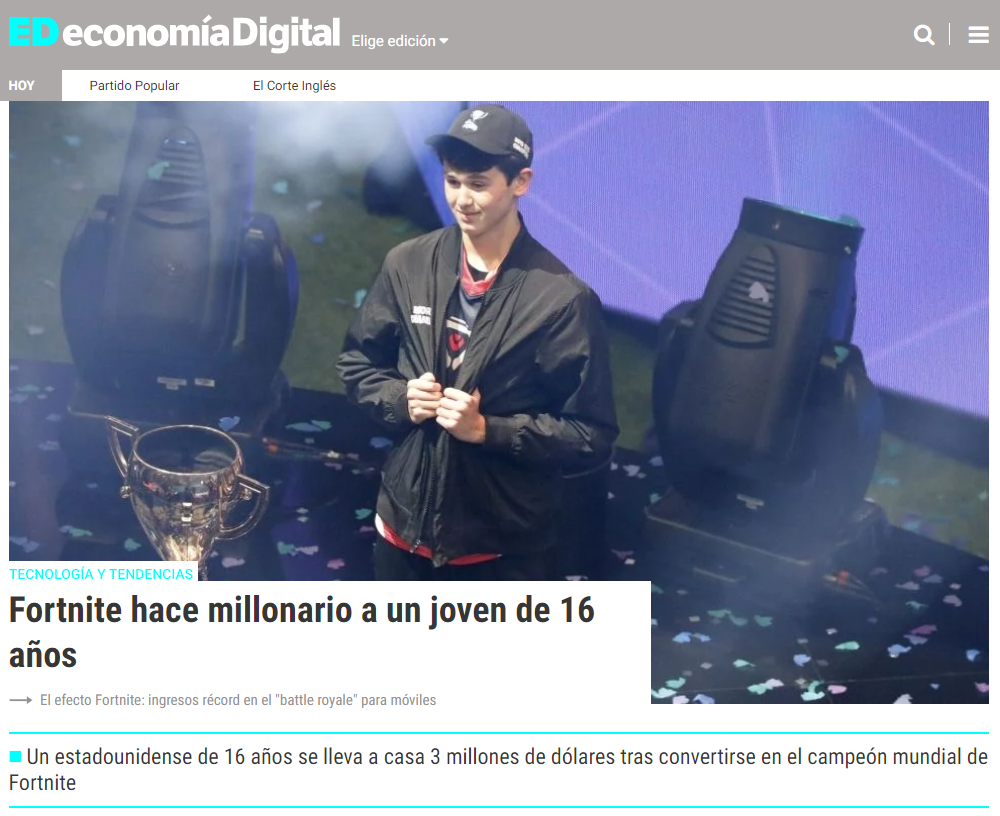 ED economíaDigital Elige edición
HOY Partido Popular El Corte Inglés
TECNOLOGÍA Y TENDENCIAS
Fortnite hace millonario a un joven de 16
años
El efecto Fortnite: ingresos récord en el "battle royale" para móviles
Un estadounidense de 16 años se lleva a casa 3 millones de dólares tras convertirse en el campeón mundial de
Fortnite